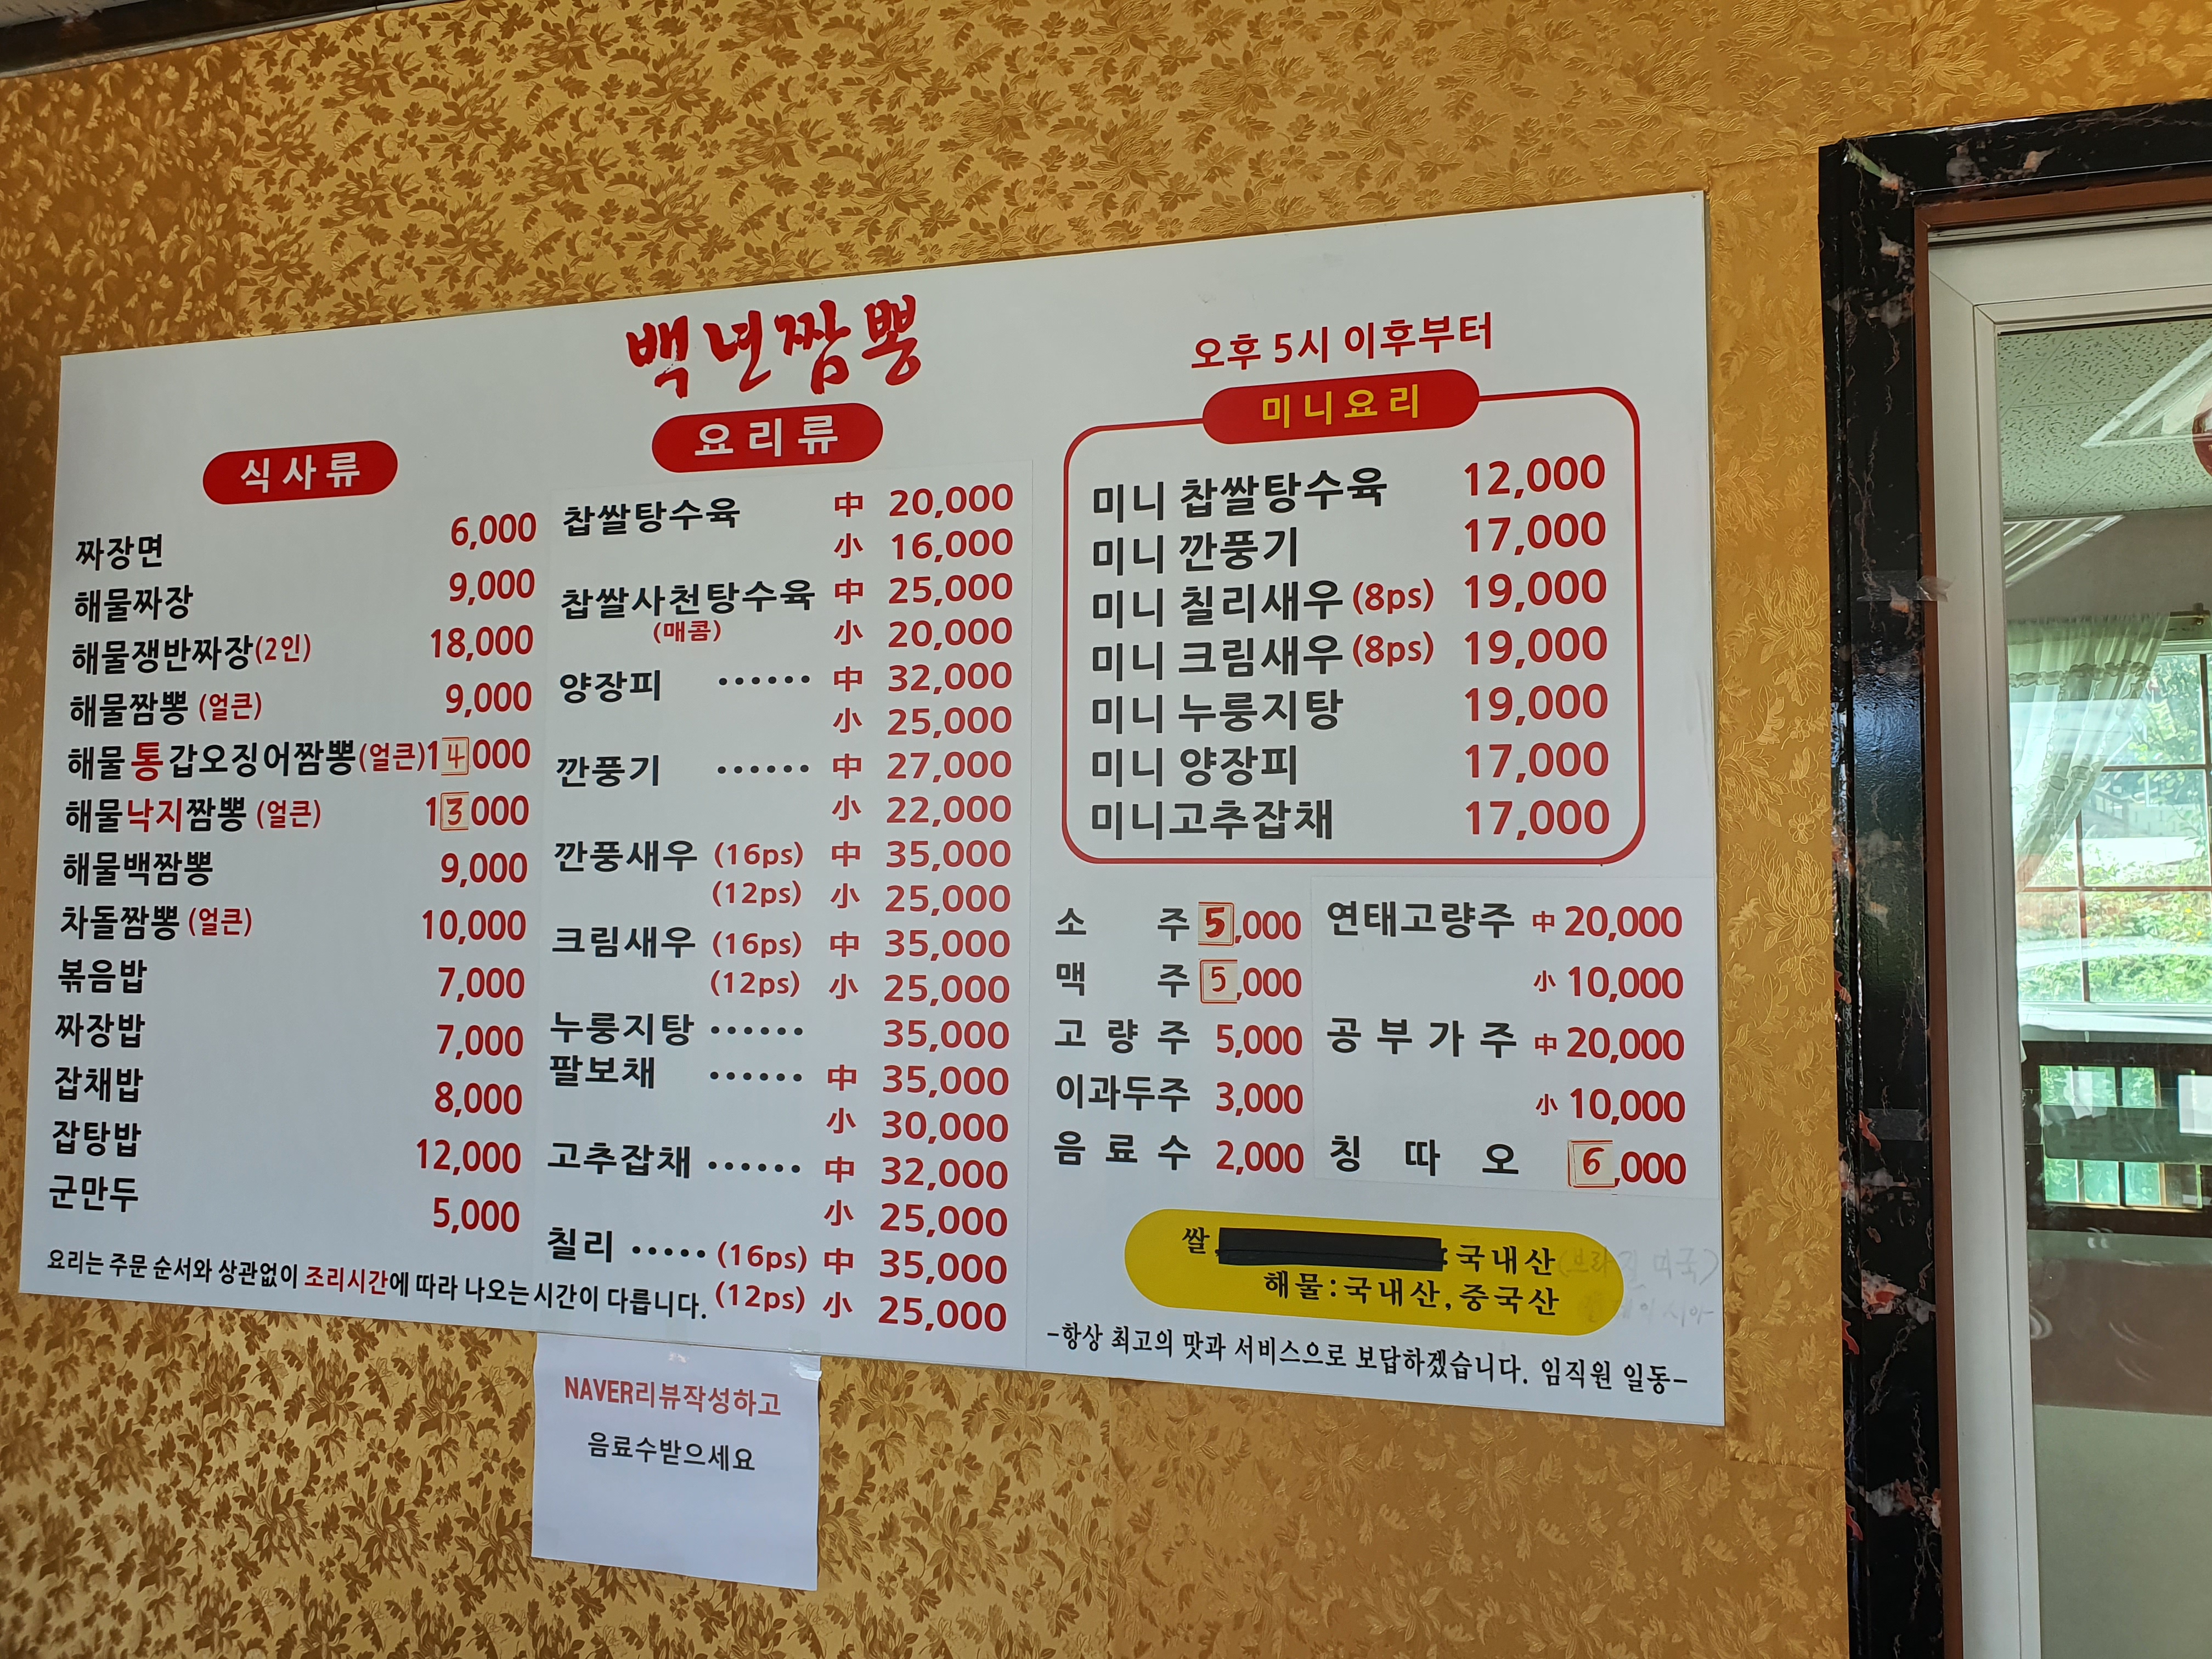 백년짬뽕
식사류
짜장면 6,000
해물짜장 9,000
해물쟁반짜장(2인) 18,000
해물짬뽕 (얼큰) 9,000
해물통갑오징어짬뽕(얼큰)14000
해물낙지짬뽕 (얼큰) 13000
해물백짬뽕 9,000
차돌짬뽕 (얼큰) 10,000
볶음밥 7,000
짜장밥 7,000
잡채밥 8,000
잡탕밥 12,000
군만두 5,000
요리는 주문 순서와 상관없이 조리시간에 따라 나오는 시간이 다릅니다.
요리류
찹쌀탕수육 中 20,000
小 16,000
찹쌀사천탕수육 中 25,000
(매콤) 小 20,000
양장피 ······ 中 32,000
小 25,000
깐풍기 ······ 中 27,000
小 22,000
깐풍새우 (16ps) 中 35,000
(12ps) 小 25,000
크림새우 (16ps) 中 35,000
(12ps) 小 25,000
누룽지탕 ······ 35,000
팔보채 ······ 中 35,000
小 30,000
고추잡채 ······ 中 32,000
小 25,000
칠리 ····· (16ps) 中 35,000
(12ps) 小 25,000
오후 5시 이후부터
미니요리
미니 찹쌀탕수육 12,000
미니 깐풍기 17,000
미니 칠리새우 (8ps) 19,000
미니 크림새우 (8ps) 19,000
미니 누룽지탕 19,000
미니 양장피 17,000
미니고추잡채 17,000
소 주 5,000
맥 주 5,000
고 량 주 5,000
이과두주 3,000
음 료 수 2,000
연태고량주 中 20,000
小 10,000
공 부 가 주 中 20,000
小 10,000
칭 따 오 6,000
쌀 :국내산
해물:국내산,중국산
-항상 최고의 맛과 서비스으로 보답하겠습니다. 임직원 일동-
NAVER리뷰작성하고
음료수받으세요